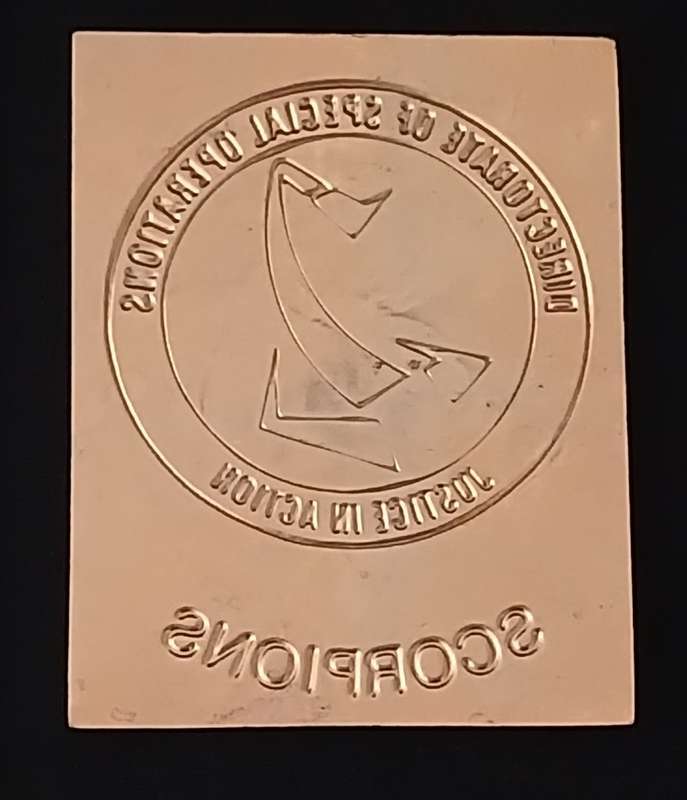 DIRECTORATE OF SPECIAL OPERATIONS
JUSTICE IN ACTION
SCORPIONS